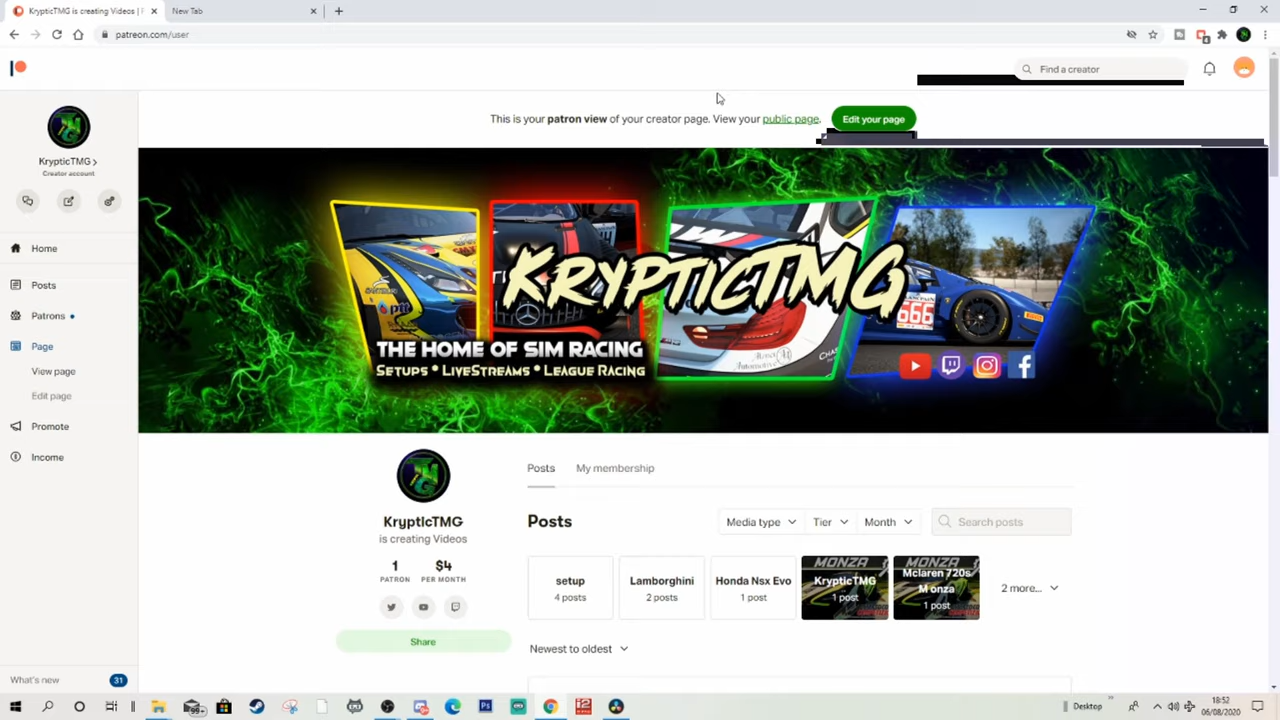 KrypticTMG is creating Videos |
New Tab
patreon.com/user
Find a creator
This is your patron view of your creator page. View your public page.
Edit your page
KrypticTMG
Creator account
Home
Posts
Patrons
Page
View page
Edit page
Promote
Income
What's new
31
KRYPTICTMG
THE HOME OF SIM RACING
SETUPS * LIVESTREAMS * LEAGUE RACING
666
KrypticTMG
is creating Videos
1
PATRON
$4
PER MONTH
Share
Posts
My membership
Posts
Media type
Tier
Month
Search posts
setup
4 posts
Lamborghini
2 posts
Honda Nsx Evo
1 post
MONZA
KrypticTMG
1 post
MONZA
Mclaren 720s
Monza
1 post
2 more...
Newest to oldest
99+
Desktop
18:52
06/08/2020